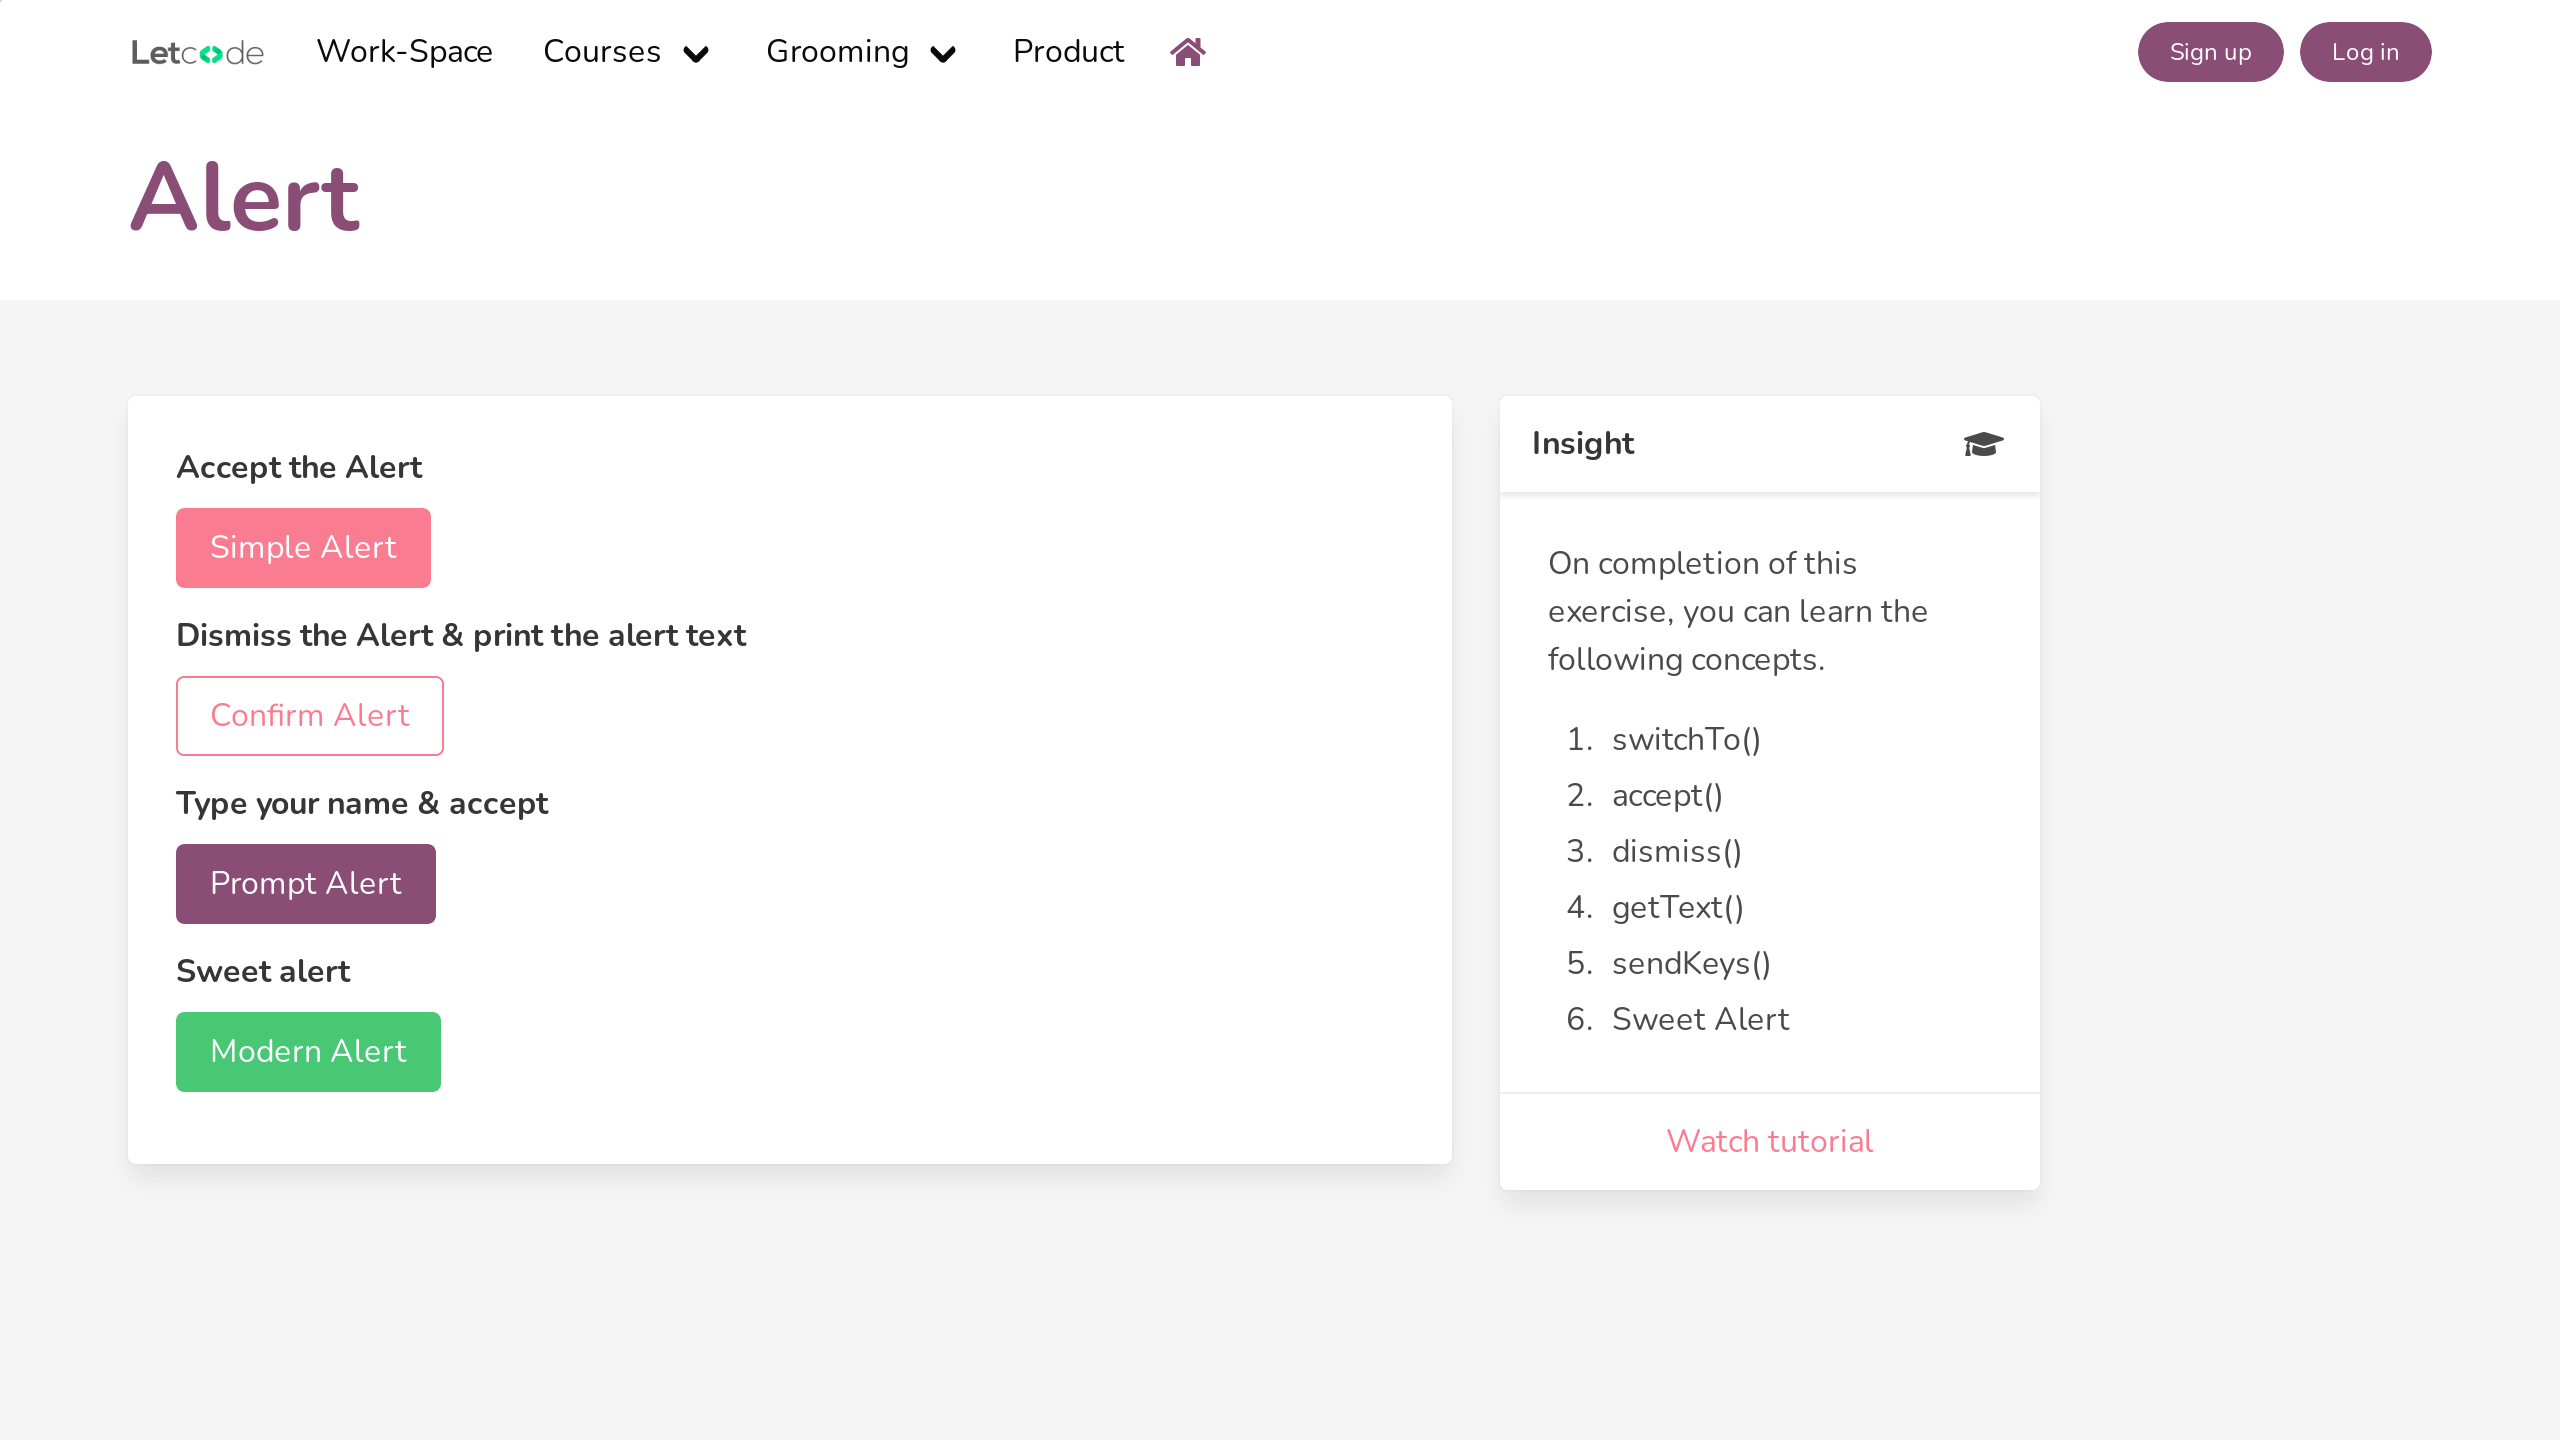 Letcode Work-Space Courses Grooming Product Sign up Log in
Alert
Accept the Alert
Simple Alert
Dismiss the Alert & print the alert text
Confirm Alert
Type your name & accept
Prompt Alert
Sweet alert
Modern Alert
Insight
On completion of this
exercise, you can learn the
following concepts.
1. switchTo()
2. accept()
3. dismiss()
4. getText()
5. sendKeys()
6. Sweet Alert
Watch tutorial